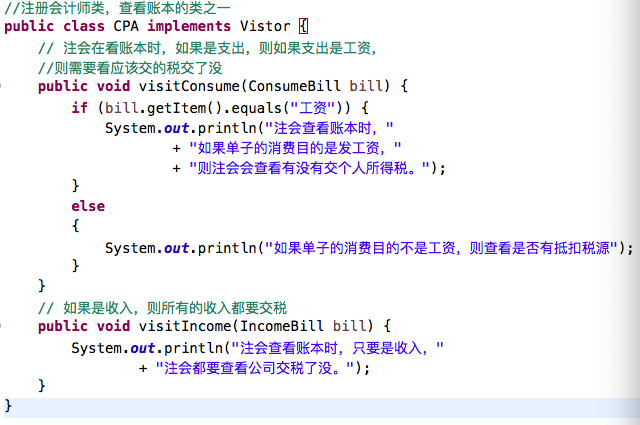 //注册会计师类，查看账本的类之一
public class CPA implements Vistor {
// 注会在看账本时，如果是支出，则如果支出是工资，
//则需要看应该交的税交了没
public void visitConsume(ConsumeBill bill) {
if (bill.getItem().equals("工资")) {
System.out.println("注会查看账本时，"
+ "如果单子的消费目的是发工资，"
+ "则注会会查看有没有交个人所得税。");
}
else
{
System.out.println("如果单子的消费目的不是工资，则查看是否有抵扣税源");
}
}
// 如果是收入，则所有的收入都要交税
public void visitIncome(IncomeBill bill) {
System.out.println("注会查看账本时，只要是收入，"
+ "注会都要查看公司交税了没。");
}
}